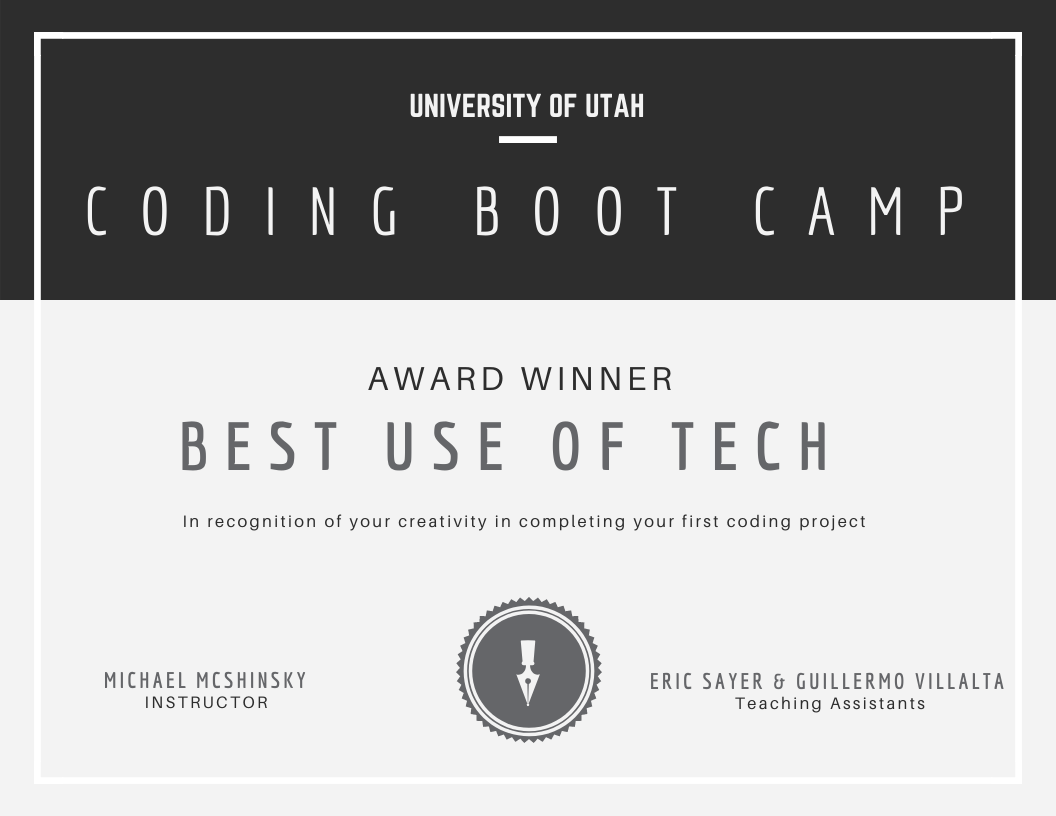 UNIVERSITY OF UTAH
CODING BOOT CAMP
AWARD WINNER
BEST USE OF TECH
In recognition of your creativity in completing your first coding project
MICHAEL MCSHINSKY
INSTRUCTOR
ERIC SAYER & GUILLERMO VILLALTA
Teaching Assistants